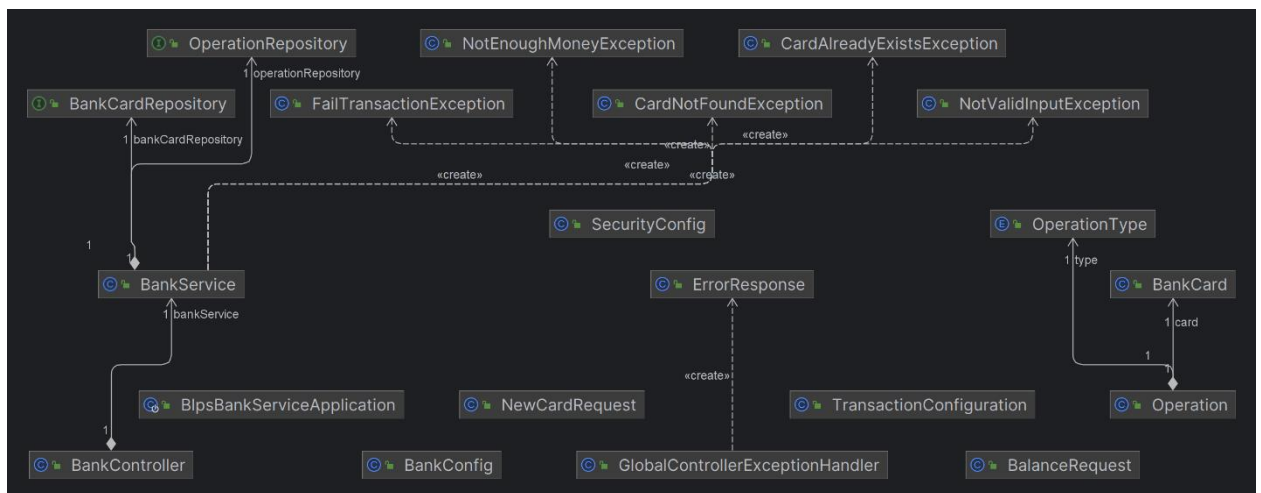 OperationRepository
NotEnoughMoneyException
CardAlreadyExistsException
1 operationRepository
BankCardRepository
FailTransactionException
CardNotFoundException
NotValidInputException
1 bankCardRepository
«create»
«create»
«create»
«create»
«create»
SecurityConfig
OperationType
1
1
1 type
BankService
ErrorResponse
BankCard
1 bankService
1 card
1
1
«create»
BlpsBankServiceApplication
NewCardRequest
TransactionConfiguration
Operation
1
BankController
BankConfig
GlobalControllerExceptionHandler
BalanceRequest